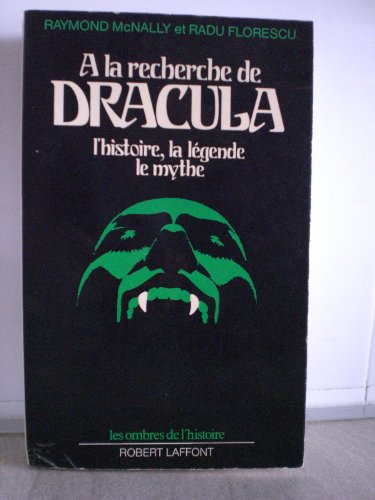 RAYMOND McNALLY et RADU FLORESCU
A la recherche de
DRACULA
l'histoire, la légende
le mythe
les ombres de l'histoire
ROBERT LAFFONT